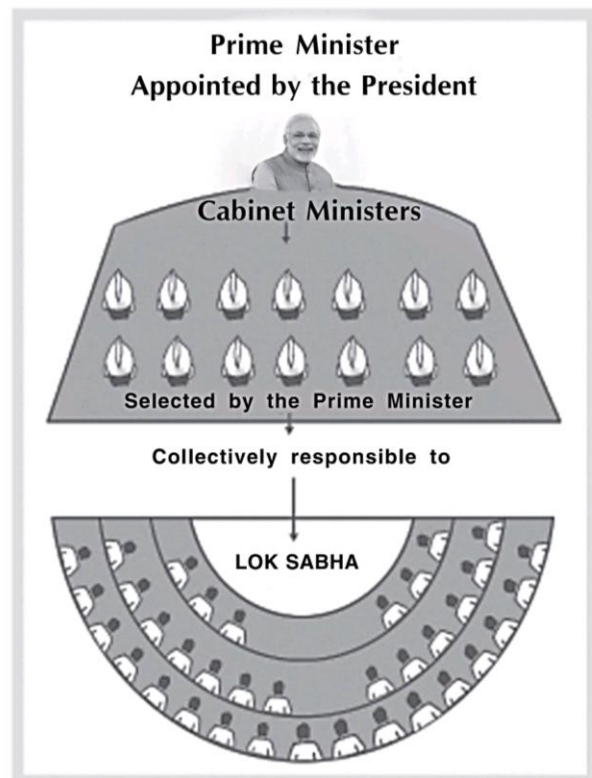 Prime Minister
Appointed by the President
Cabinet Ministers
Selected by the Prime Minister
Collectively responsible to
LOK SABHA